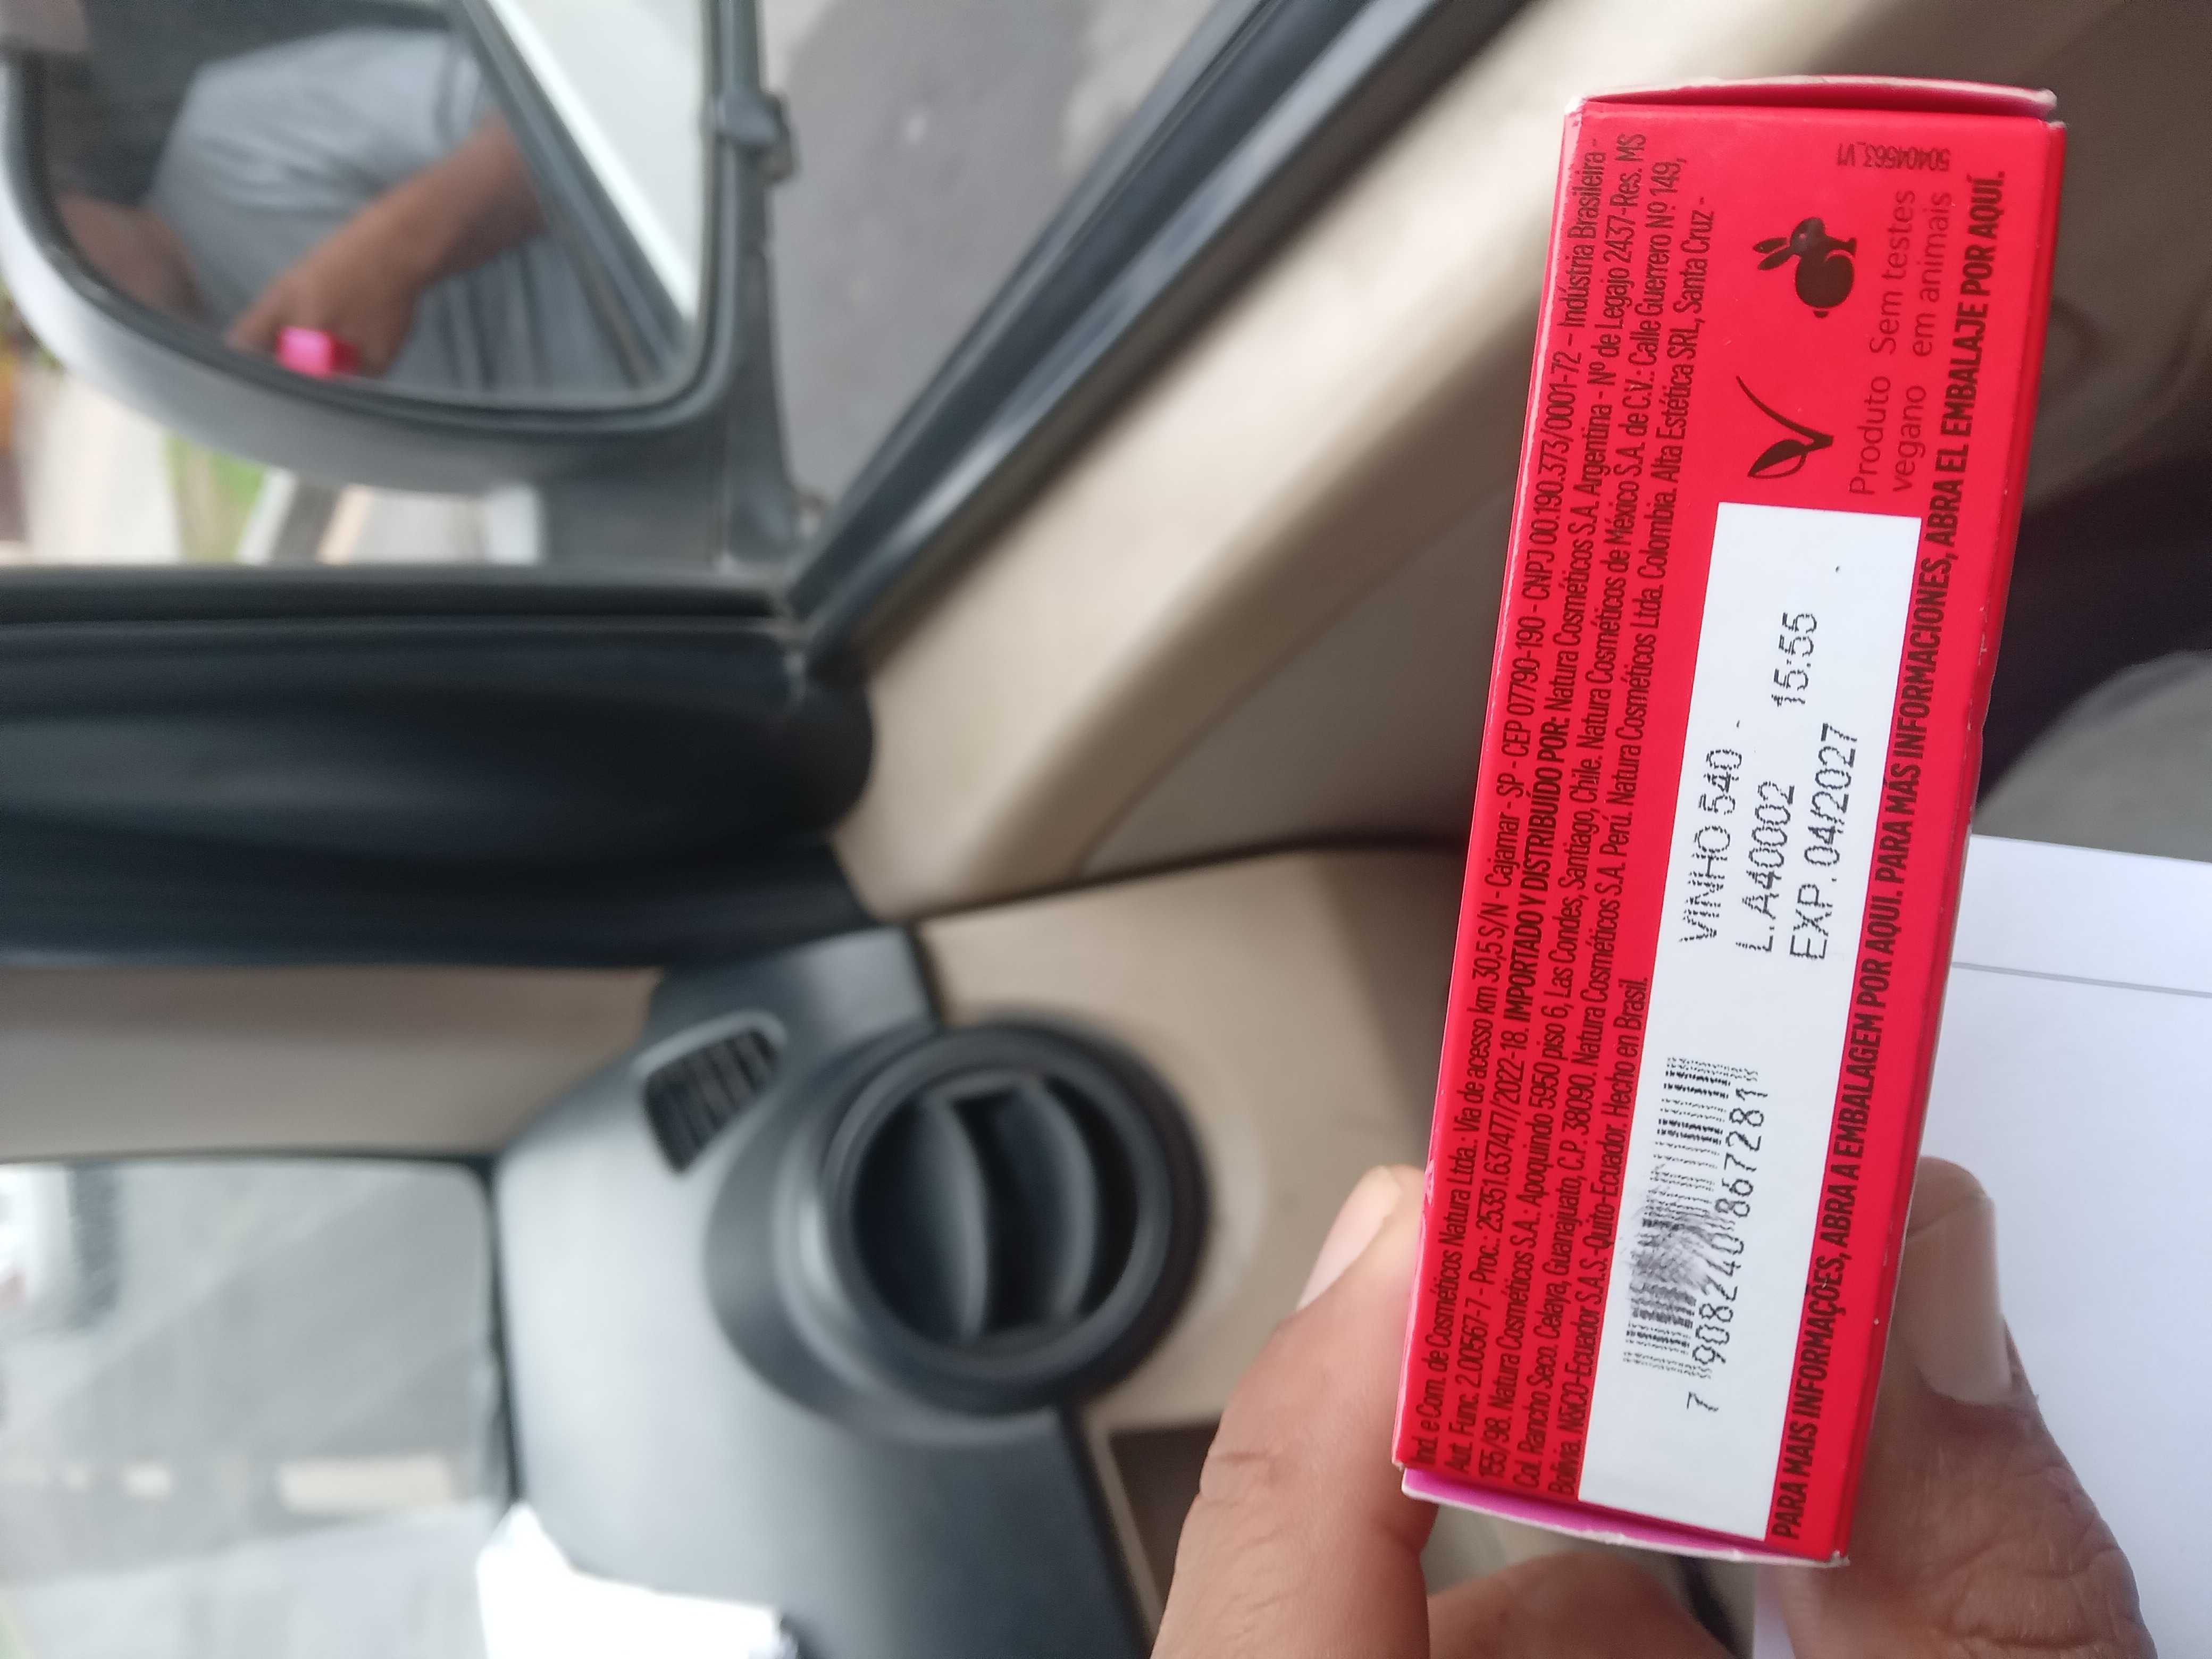 Ind. e Com. de Cosméticos Natura Ltda.: Via de acesso km 30,5 S/N - Cajamar - SP - CEP 07790-190 - CNPJ 00.190.373/0001-72 - Indústria Brasileira -
Aut. Func. 2.00567-7 - Proc.: 25351.637477/2022-18. IMPORTADO Y DISTRIBUÍDO POR: Natura Cosméticos S.A. Argentina - Nº de Legajo 2437-Res. MS
155/98. Natura Cosméticos S.A.: Apoquindo 5950 piso 6, Las Condes, Santiago, Chile. Natura Cosméticos de México S.A. de C.V.: Calle Guerrero Nº 149,
Col. Rancho Seco. Celaya, Guanajuato, C.P. 38090. Natura Cosméticos S.A. Perú. Natura Cosméticos Ltda. Colombia. Alta Estética SRL, Santa Cruz -
Bolivia. N&CO-Ecuador S.A.S.-Quito-Ecuador. Hecho en Brasil.
7 908240 867281
VINHO 540 -
L.A40002 15:55
EXP.04/2027
Produto vegano
Sem testes em animais
50404563_V1
PARA MAIS INFORMAÇÕES, ABRA A EMBALAGEM POR AQUI. PARA MÁS INFORMACIONES, ABRA EL EMBALAJE POR AQUÍ.